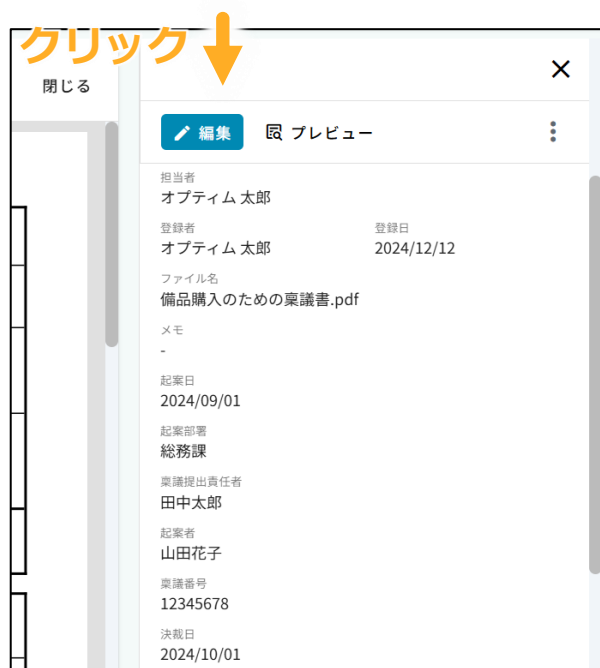 クリック
閉じる
編集 プレビュー
担当者
オプティム 太郎
登録者 登録日
オプティム 太郎 2024/12/12
ファイル名
備品購入のための稟議書.pdf
メモ
-
起案日
2024/09/01
起案部署
総務課
稟議提出責任者
田中太郎
起案者
山田花子
稟議番号
12345678
決裁日
2024/10/01